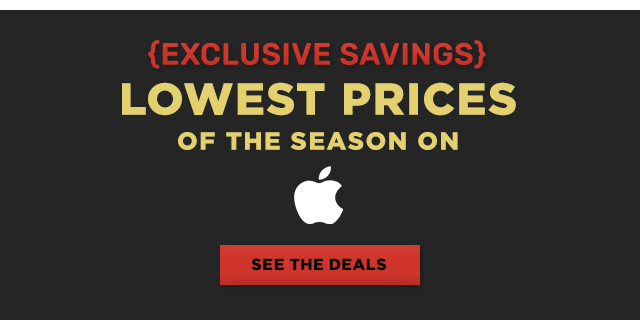 {EXCLUSIVE SAVINGS}
LOWEST PRICES
OF THE SEASON ON
SEE THE DEALS